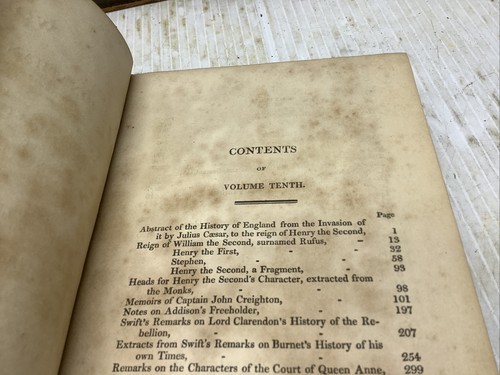 CONTENTS
OF
VOLUME TENTH.
Page
Abstract of the History of England from the Invasion of
it by Julius Cæsar, to the reign of Henry the Second, 1
Reign of William the Second, surnamed Rufus, - 13
Henry the First, - - 32
Stephen, - - - 58
Henry the Second, a Fragment, - 93
Heads for Henry the Second's Character, extracted from
the Monks, - - - 98
Memoirs of Captain John Creighton, - 101
Notes on Addison's Freeholder, - - 197
Swift's Remarks on Lord Clarendon's History of the Re-
bellion, - - - 207
Extracts from Swift's Remarks on Burnet's History of his
own Times, - - - 254
Remarks on the Characters of the Court of Queen Anne, 299